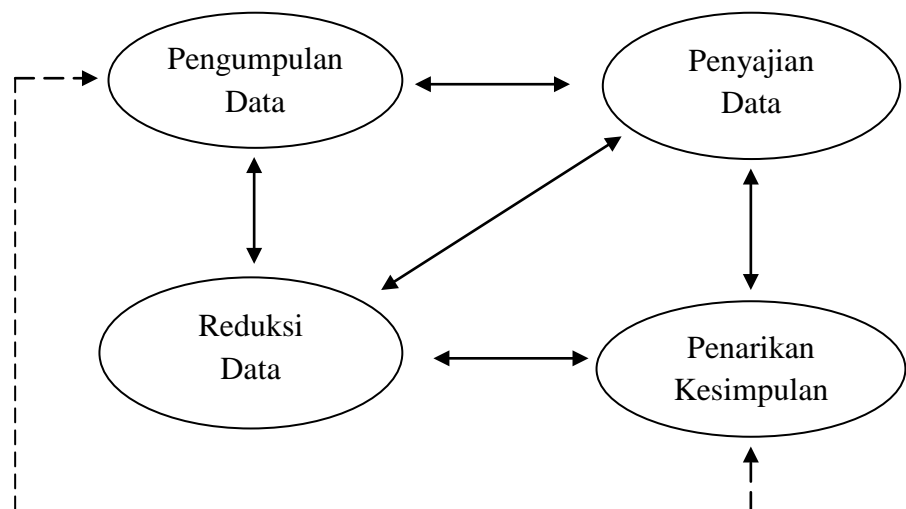 Pengumpulan
Data
Penyajian
Data
Reduksi
Data
Penarikan
Kesimpulan